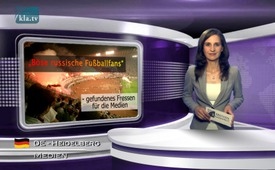 kla.tv
"Böse russische Fußballfans"
- gefundenes Fressen
für die Medien
DE - HEIDELBERG
MEDIEN